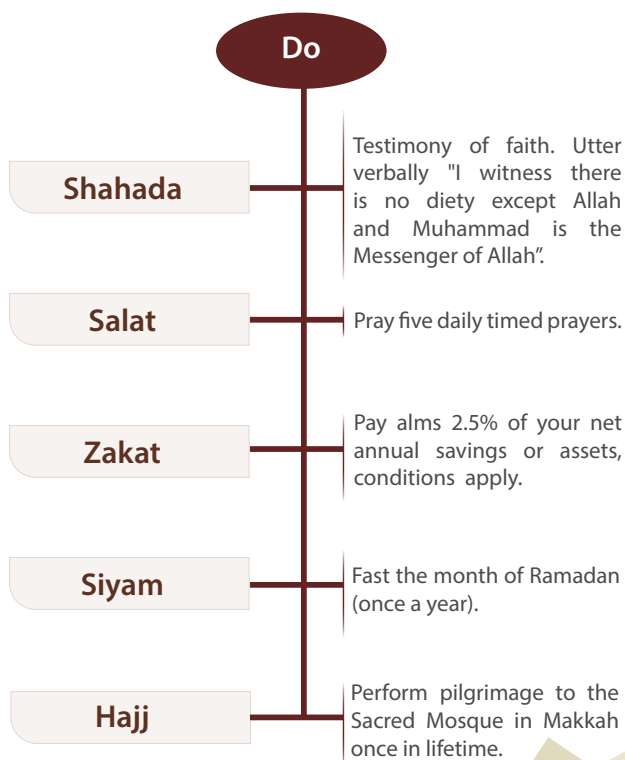 Do
Shahada
Testimony of faith. Utter
verbally "I witness there
is no diety except Allah
and Muhammad is the
Messenger of Allah”.
Salat
Pray five daily timed prayers.
Zakat
Pay alms 2.5% of your net
annual savings or assets,
conditions apply.
Siyam
Fast the month of Ramadan
(once a year).
Hajj
Perform pilgrimage to the
Sacred Mosque in Makkah
once in lifetime.